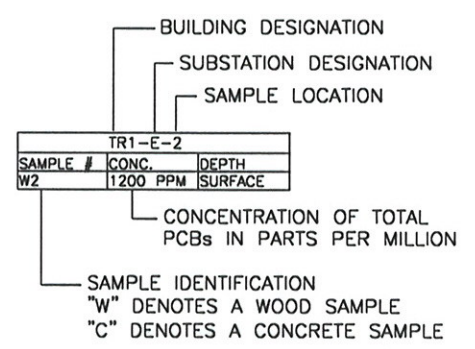 BUILDING DESIGNATION
SUBSTATION DESIGNATION
SAMPLE LOCATION
TR1-E-2
SAMPLE # CONC. DEPTH
W2 1200 PPM SURFACE
CONCENTRATION OF TOTAL
PCBs IN PARTS PER MILLION
SAMPLE IDENTIFICATION
"W" DENOTES A WOOD SAMPLE
"C" DENOTES A CONCRETE SAMPLE